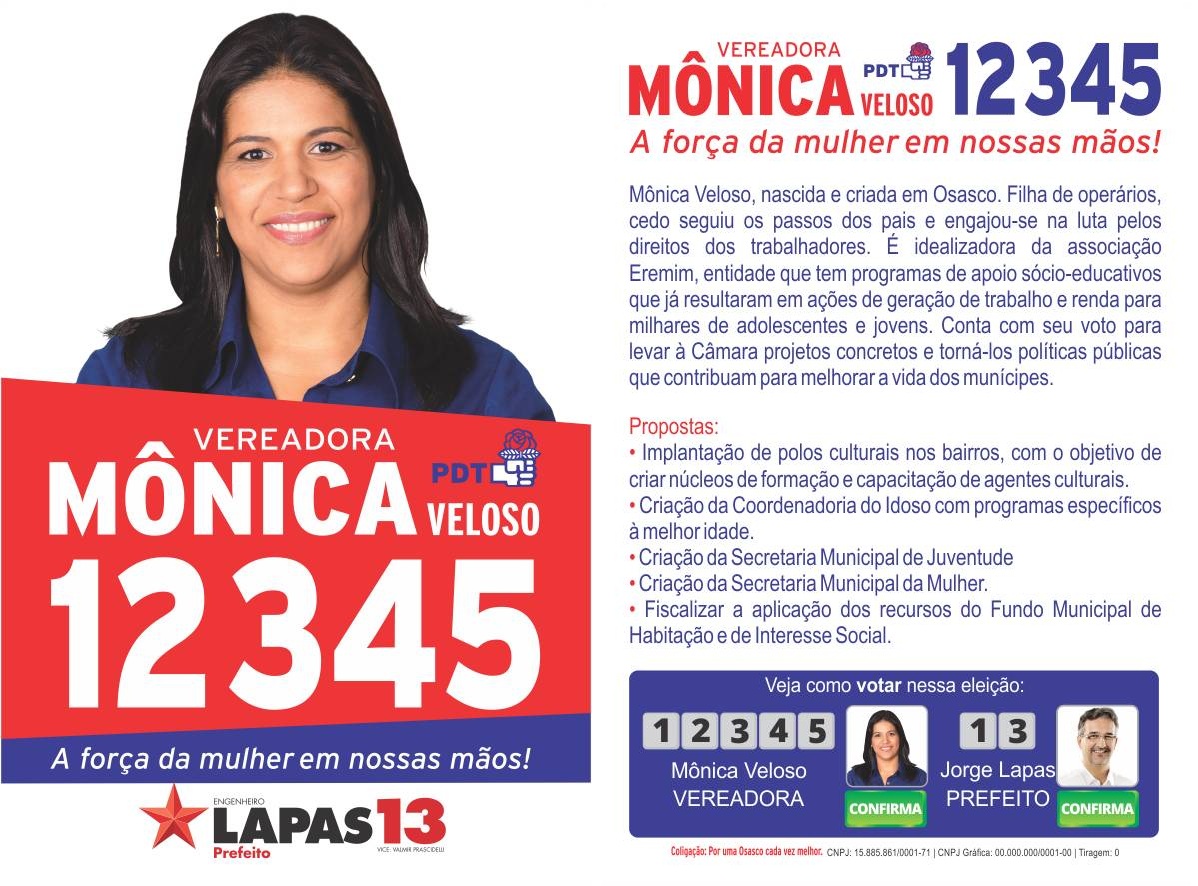 VEREADORA
MÔNICA
PDT
VELOSO
12345
A força da mulher em nossas mãos!
ENGENHEIRO
LAPAS 13
Prefeito
VICE: VALMIR PRASCIDELLI
VEREADORA
MÔNICA
PDT
VELOSO
12345
A força da mulher em nossas mãos!
Mônica Veloso, nascida e criada em Osasco. Filha de operários,
cedo seguiu os passos dos pais e engajou-se na luta pelos
direitos dos trabalhadores. É idealizadora da associação
Eremim, entidade que tem programas de apoio sócio-educativos
que já resultaram em ações de geração de trabalho e renda para
milhares de adolescentes e jovens. Conta com seu voto para
levar à Câmara projetos concretos e torná-los políticas públicas
que contribuam para melhorar a vida dos munícipes.
Propostas:
• Implantação de polos culturais nos bairros, com o objetivo de
criar núcleos de formação e capacitação de agentes culturais.
• Criação da Coordenadoria do Idoso com programas específicos
à melhor idade.
• Criação da Secretaria Municipal de Juventude
• Criação da Secretaria Municipal da Mulher.
• Fiscalizar a aplicação dos recursos do Fundo Municipal de
Habitação e de Interesse Social.
Veja como votar nessa eleição:
1 2 3 4 5
Mônica Veloso
VEREADORA
CONFIRMA
1 3
Jorge Lapas
PREFEITO
CONFIRMA
Coligação: Por uma Osasco cada vez melhor. CNPJ: 15.885.861/0001-71 | CNPJ Gráfica: 00.000.000/0001-00 | Tiragem: 0